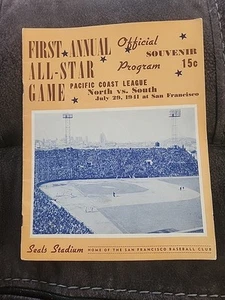 FIRST ANNUAL
ALL-STAR
GAME
Official
SOUVENIR
Program
15c
PACIFIC COAST LEAGUE
North vs. South
July 29, 1941 at San Francisco
Seals Stadium
HOME OF THE SAN FRANCISCO BASEBALL CLUB